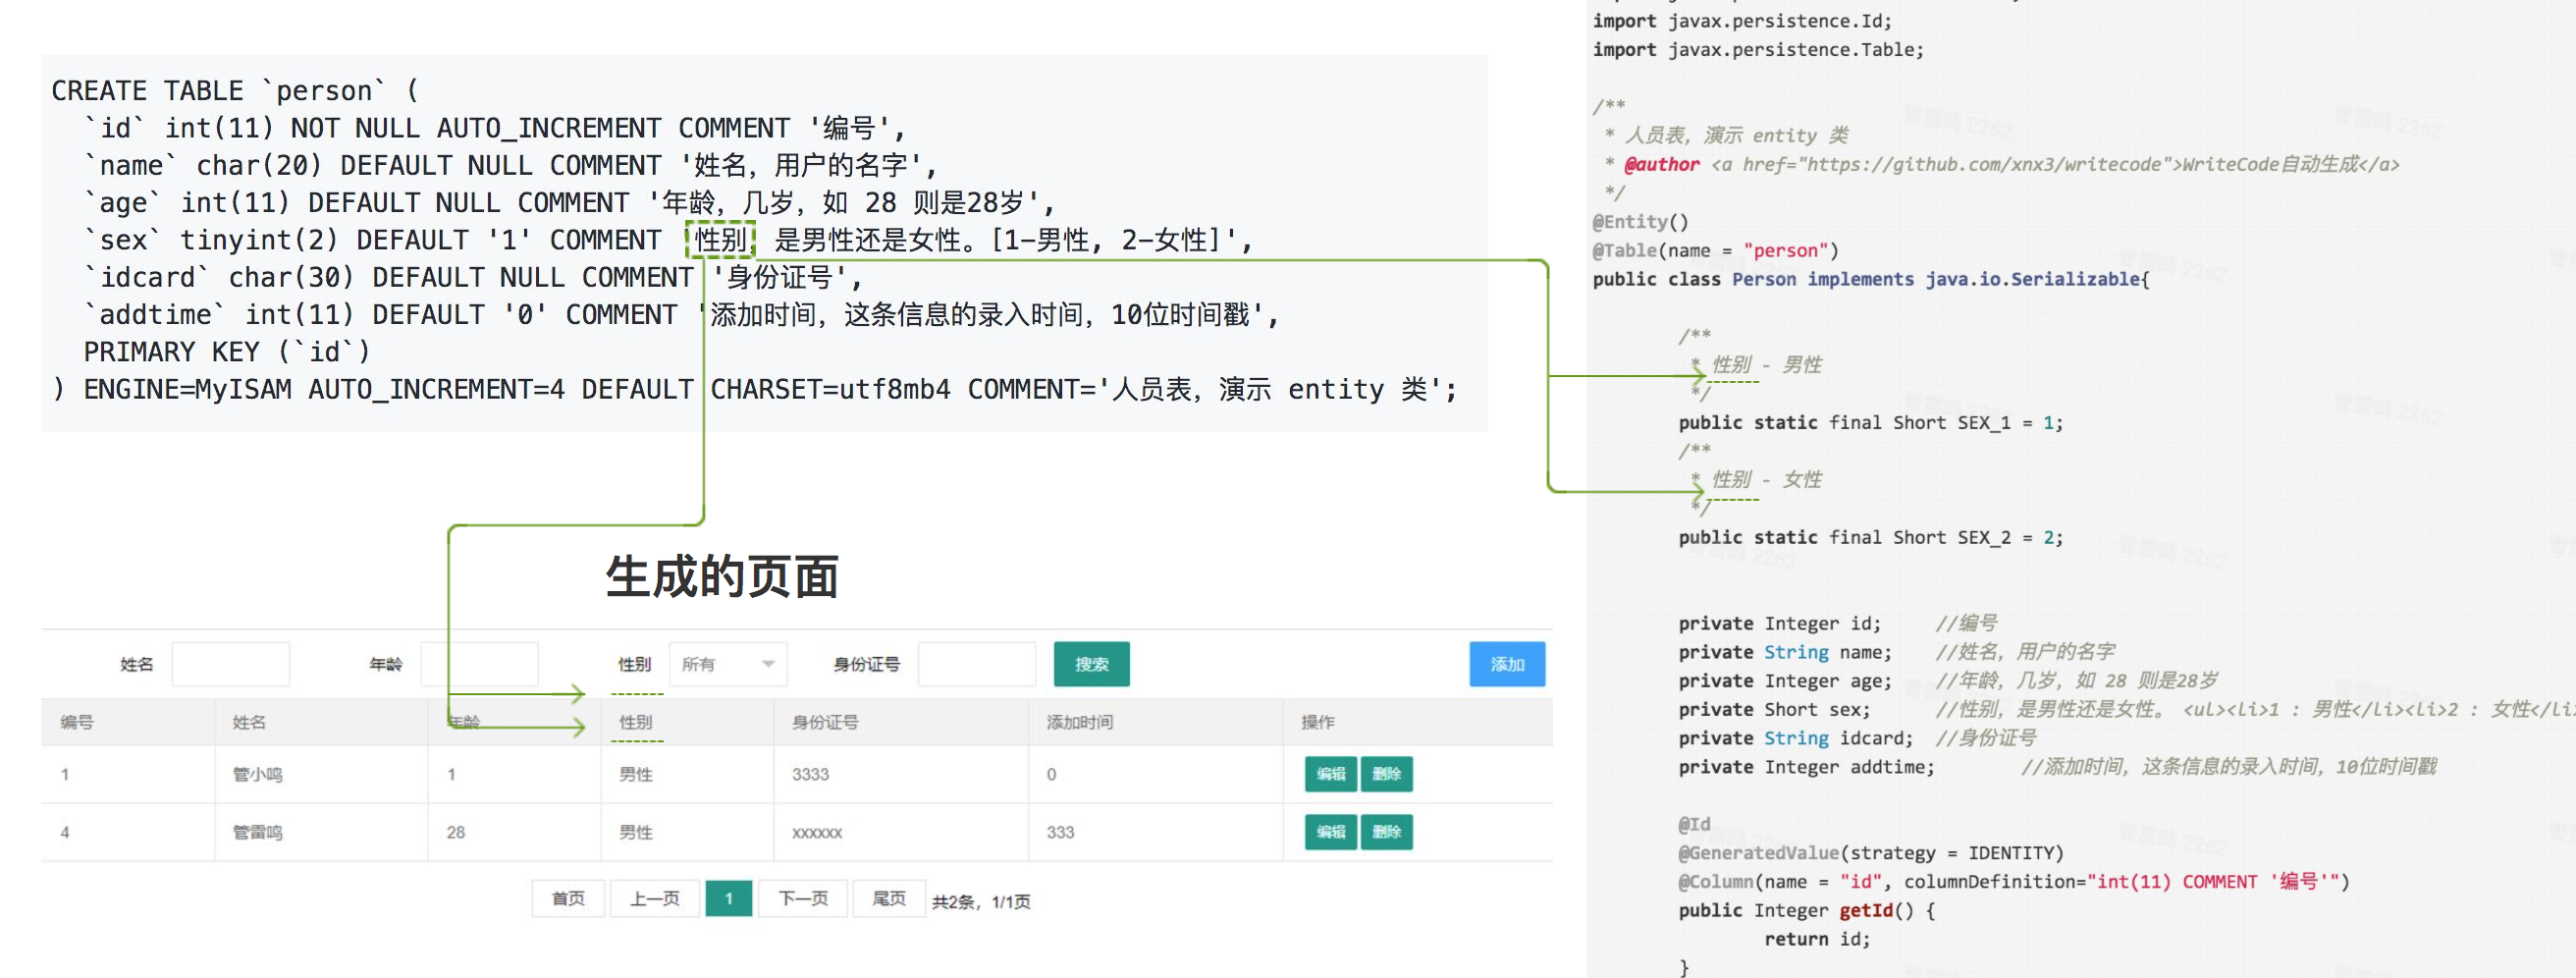 CREATE TABLE `person` (
`id` int(11) NOT NULL AUTO_INCREMENT COMMENT '编号',
`name` char(20) DEFAULT NULL COMMENT '姓名，用户的名字',
`age` int(11) DEFAULT NULL COMMENT '年龄，几岁，如 28 则是28岁',
`sex` tinyint(2) DEFAULT '1' COMMENT '性别，是男性还是女性。[1-男性, 2-女性]',
`idcard` char(30) DEFAULT NULL COMMENT '身份证号',
`addtime` int(11) DEFAULT '0' COMMENT '添加时间，这条信息的录入时间，10位时间戳',
PRIMARY KEY (`id`)
) ENGINE=MyISAM AUTO_INCREMENT=4 DEFAULT CHARSET=utf8mb4 COMMENT='人员表，演示 entity 类';
生成的页面
姓名 年龄 性别 所有 身份证号 搜索 添加
编号 姓名 年龄 性别 身份证号 添加时间 操作
1 管小鸣 1 男性 3333 0 编辑 删除
4 管雷鸣 28 男性 xxxxxx 333 编辑 删除
首页 上一页 1 下一页 尾页 共2条，1/1页
import javax.persistence.Id;
import javax.persistence.Table;
/**
* 人员表，演示 entity 类
* @author <a href="https://github.com/xnx3/writecode">WriteCode自动生成</a>
*/
@Entity()
@Table(name = "person")
public class Person implements java.io.Serializable{
/**
* 性别 - 男性
*/
public static final Short SEX_1 = 1;
/**
* 性别 - 女性
*/
public static final Short SEX_2 = 2;
private Integer id; //编号
private String name; //姓名，用户的名字
private Integer age; //年龄，几岁，如 28 则是28岁
private Short sex; //性别，是男性还是女性。 <ul><li>1 : 男性</li><li>2 : 女性</li
private String idcard; //身份证号
private Integer addtime; //添加时间，这条信息的录入时间，10位时间戳
@Id
@GeneratedValue(strategy = IDENTITY)
@Column(name = "id", columnDefinition="int(11) COMMENT '编号'")
public Integer getId() {
return id;
}
管雷鸣 2262